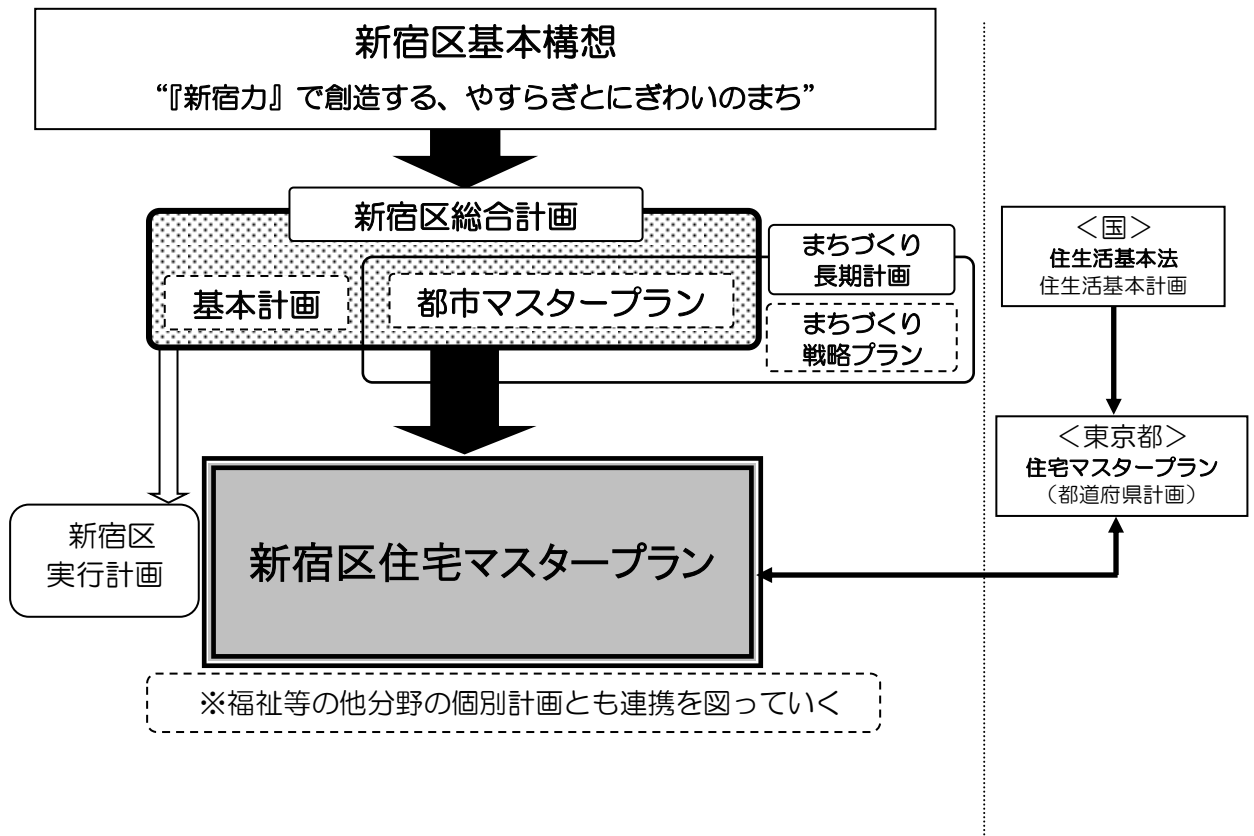 新宿区基本構想
“『新宿力』で創造する、やすらぎとにぎわいのまち”
新宿区総合計画
基本計画
都市マスタープラン
まちづくり
長期計画
まちづくり
戦略プラン
新宿区
実行計画
新宿区住宅マスタープラン
※福祉等の他分野の個別計画とも連携を図っていく
＜国＞
住生活基本法
住生活基本計画
＜東京都＞
住宅マスタープラン
（都道府県計画）